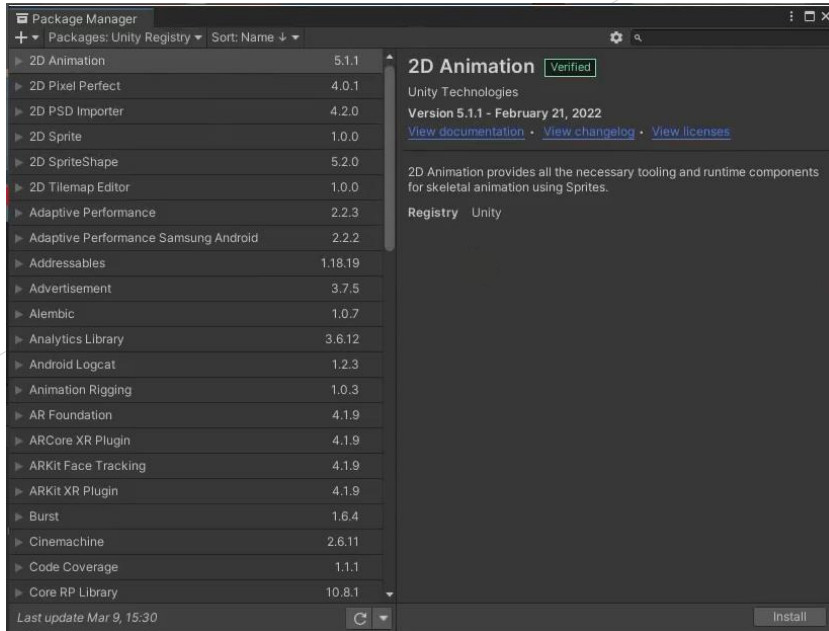 Package Manager
Packages: Unity Registry Sort: Name ↓
2D Animation 5.1.1
2D Pixel Perfect 4.0.1
2D PSD Importer 4.2.0
2D Sprite 1.0.0
2D SpriteShape 5.2.0
2D Tilemap Editor 1.0.0
Adaptive Performance 2.2.3
Adaptive Performance Samsung Android 2.2.2
Addressables 1.18.19
Advertisement 3.7.5
Alembic 1.0.7
Analytics Library 3.6.12
Android Logcat 1.2.3
Animation Rigging 1.0.3
AR Foundation 4.1.9
ARCore XR Plugin 4.1.9
ARKit Face Tracking 4.1.9
ARKit XR Plugin 4.1.9
Burst 1.6.4
Cinemachine 2.6.11
Code Coverage 1.1.1
Core RP Library 10.8.1
Last update Mar 9, 15:30
2D Animation Verified
Unity Technologies
Version 5.1.1 - February 21, 2022
View documentation • View changelog • View licenses
2D Animation provides all the necessary tooling and runtime components
for skeletal animation using Sprites.
Registry Unity
Install